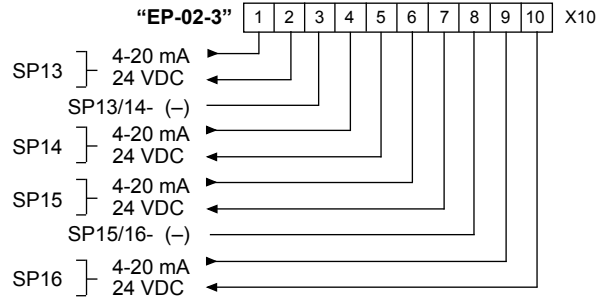 "EP-02-3" 1 2 3 4 5 6 7 8 9 10 X10
4-20 mA
SP13
24 VDC
SP13/14- (–)
4-20 mA
SP14
24 VDC
4-20 mA
SP15
24 VDC
SP15/16- (–)
4-20 mA
SP16
24 VDC